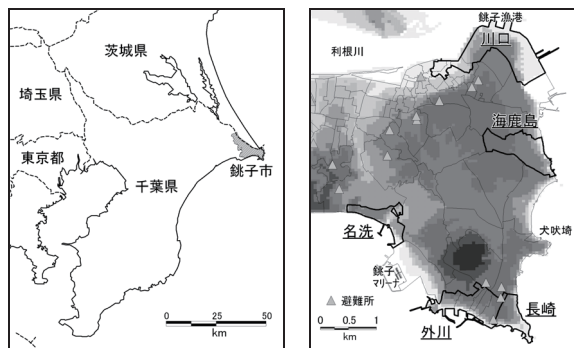 茨城県
埼玉県
東京都
千葉県
銚子市
0 25 50
km
銚子漁港
川口
利根川
海鹿島
犬吠埼
名洗
銚子
マリーナ
避難所
長崎
外川
0 0.5 1
km